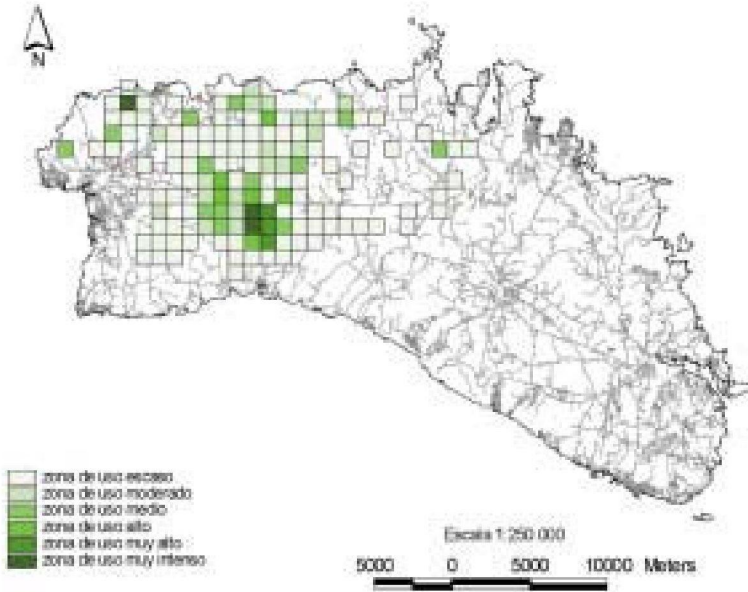 N
zona de uso escaso
zona de uso moderado
zona de uso medio
zona de uso alto
zona de uso muy alto
zona de uso muy intenso
Escala 1:250 000
5000 0 5000 10000 Meters